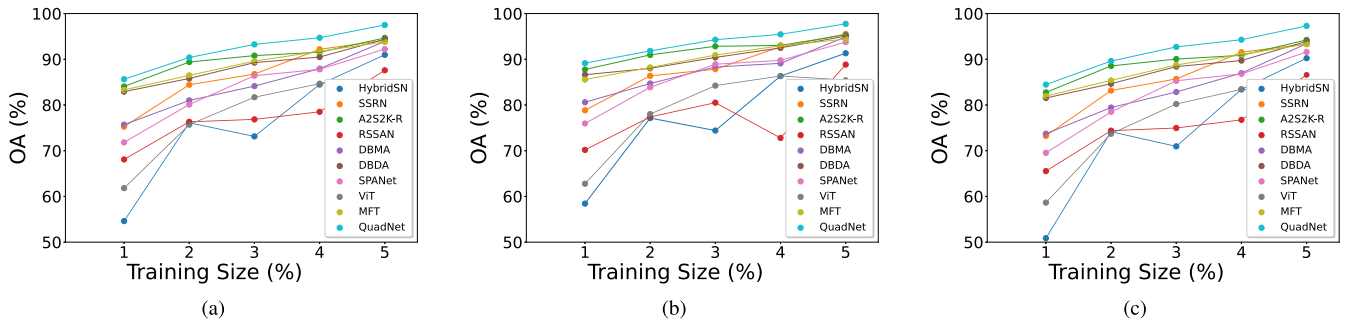 100
90
80
70
60
50
OA (%)
1 2 3 4 5
Training Size (%)
HybridSN
SSRN
A2S2K-R
RSSAN
DBMA
DBDA
SPANet
ViT
MFT
QuadNet
(a)
100
90
80
70
60
50
OA (%)
1 2 3 4 5
Training Size (%)
HybridSN
SSRN
A2S2K-R
RSSAN
DBMA
DBDA
SPANet
ViT
MFT
QuadNet
(b)
100
90
80
70
60
50
OA (%)
1 2 3 4 5
Training Size (%)
HybridSN
SSRN
A2S2K-R
RSSAN
DBMA
DBDA
SPANet
ViT
MFT
QuadNet
(c)